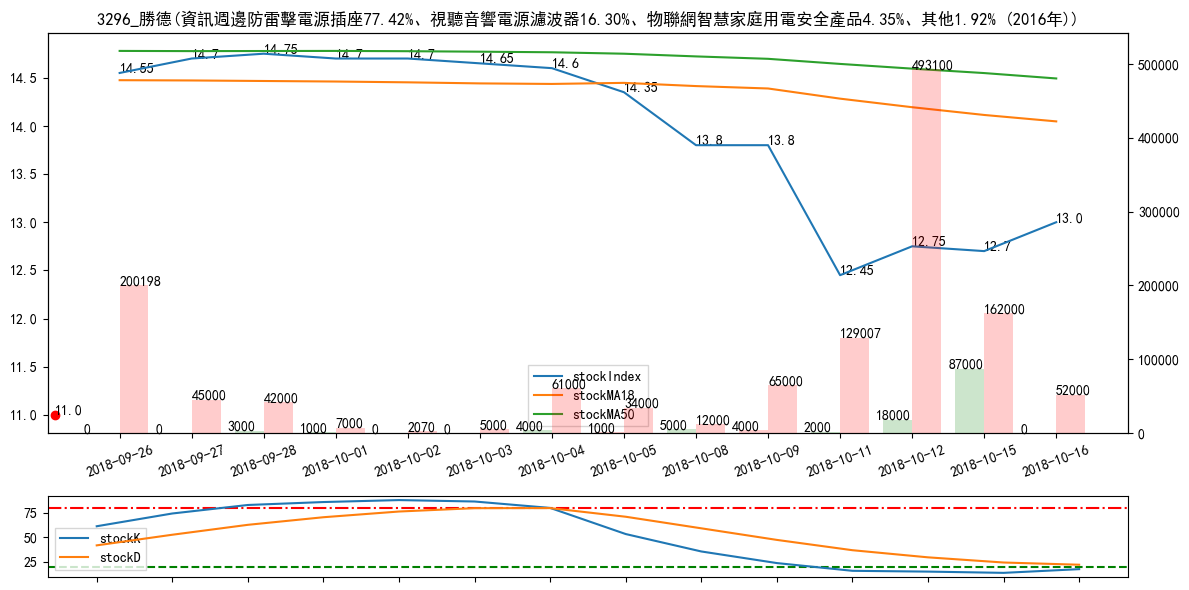 3296_勝德(資訊週邊防雷擊電源插座77.42%、視聽音響電源濾波器16.30%、物聯網智慧家庭用電安全產品4.35%、其他1.92% (2016年))
14.55 14.7 14.75 14.7 14.7 14.65 14.6 14.35 13.8 13.8 12.45 12.75 12.7 13.0
11.0
14.5
14.0
13.5
13.0
12.5
12.0
11.5
11.0
500000
400000
300000
200000
100000
0
200198 45000 42000 7000 2070 5000 61000 34000 12000 65000 129007 493100 162000 52000
0 0 3000 1000 0 0 4000 1000 5000 4000 2000 18000 87000 0
stockIndex
stockMA18
stockMA50
2018-09-26 2018-09-27 2018-09-28 2018-10-01 2018-10-02 2018-10-03 2018-10-04 2018-10-05 2018-10-08 2018-10-09 2018-10-11 2018-10-12 2018-10-15 2018-10-16
75
50
25
stockK
stockD